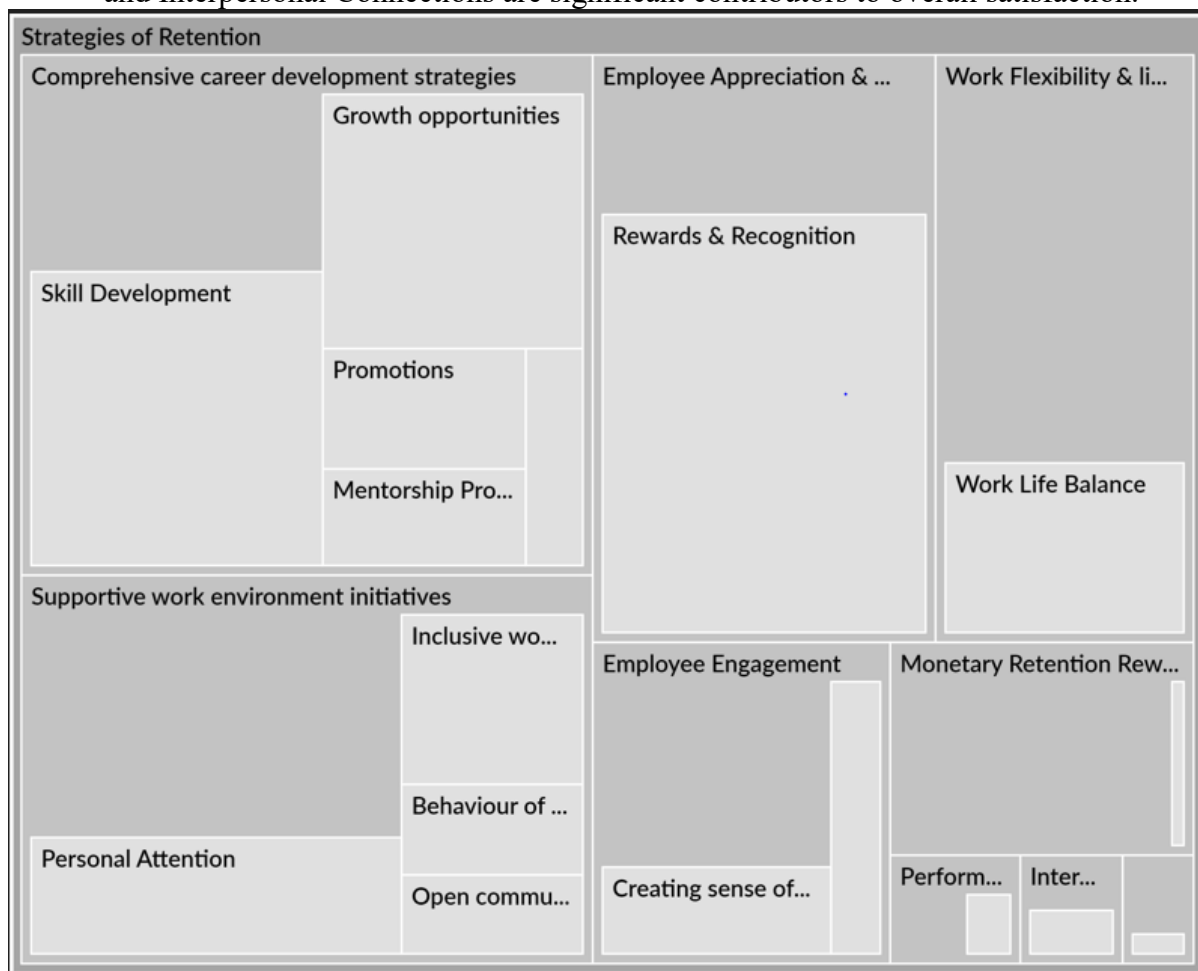 and Interpersonal Connections are significant contributors to overall satisfaction.
Strategies of Retention
Comprehensive career development strategies
Growth opportunities
Skill Development
Promotions
Mentorship Pro...
Supportive work environment initiatives
Inclusive wo...
Behaviour of ...
Personal Attention
Open commu...
Employee Appreciation & ...
Rewards & Recognition
Work Flexibility & li...
Work Life Balance
Employee Engagement
Creating sense of...
Monetary Retention Rew...
Perform...
Inter...